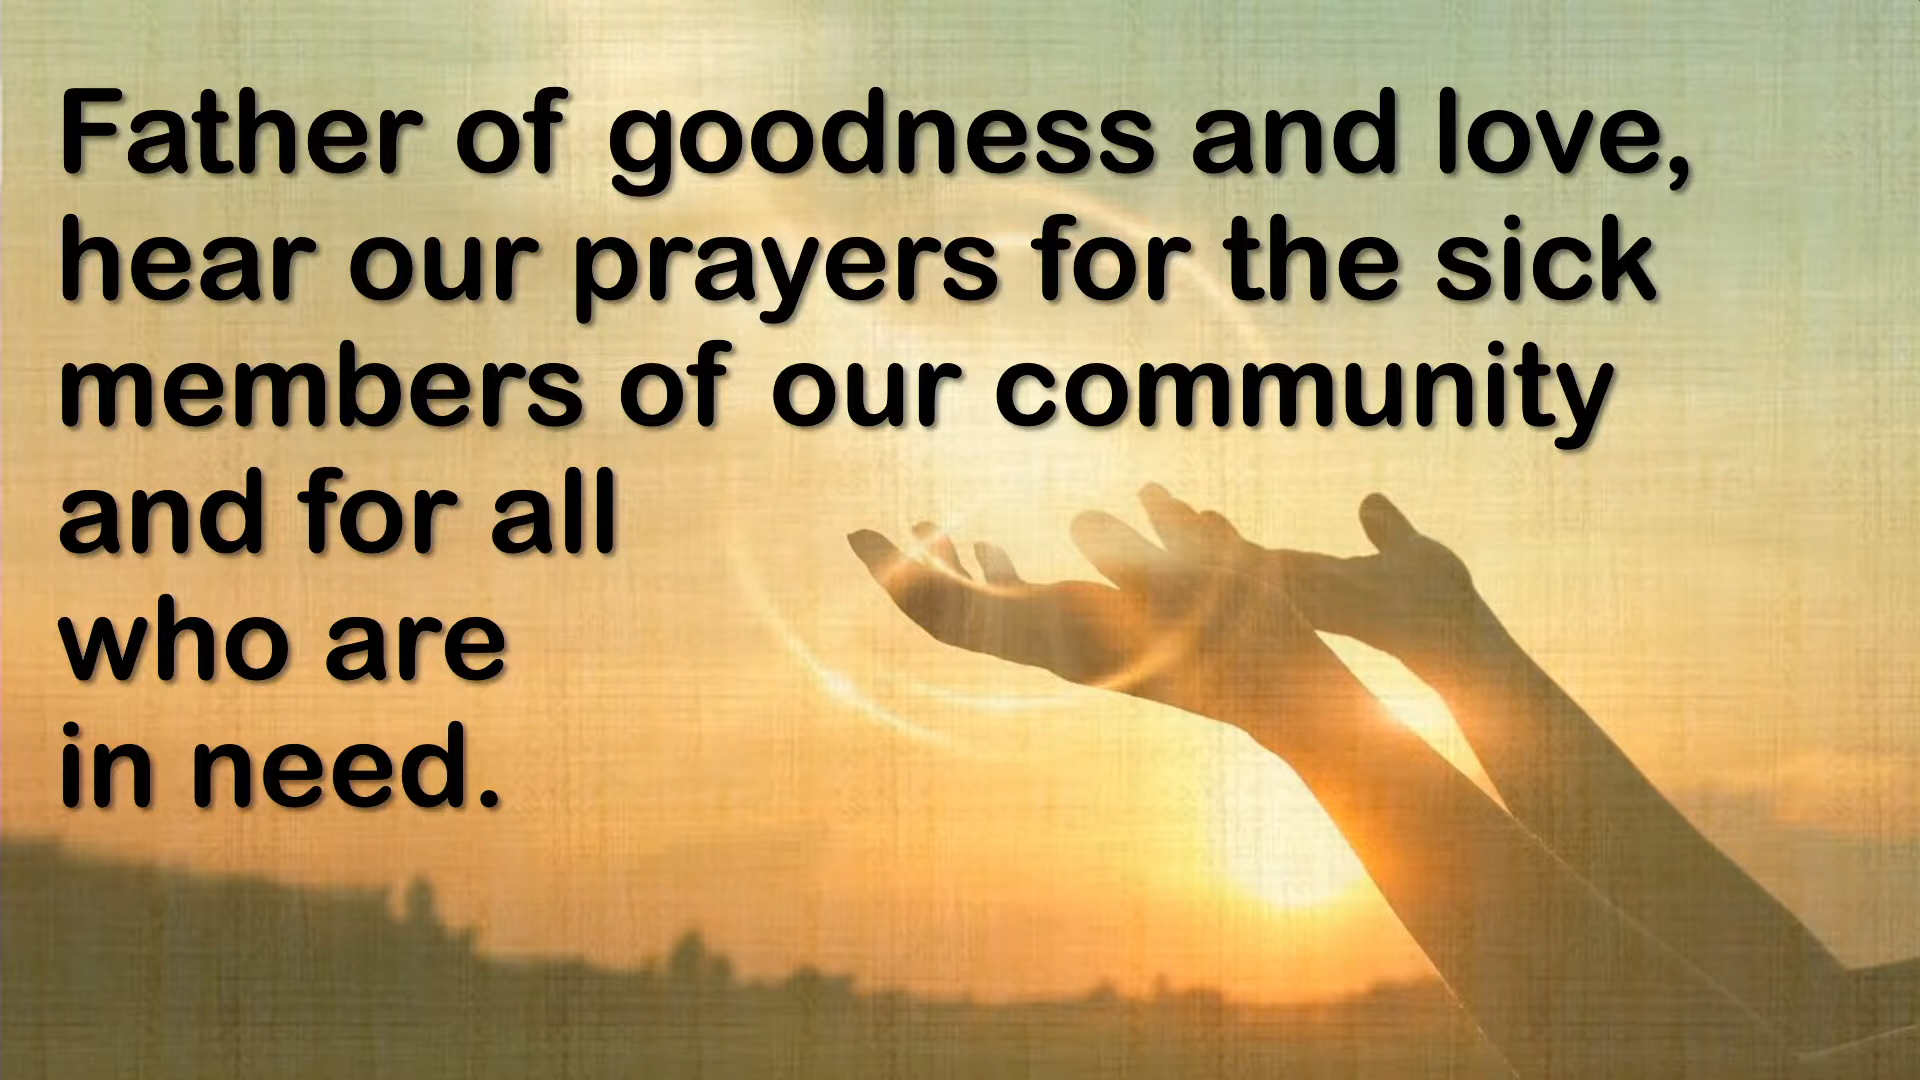 Father of goodness and love,
hear our prayers for the sick
members of our community
and for all
who are
in need.